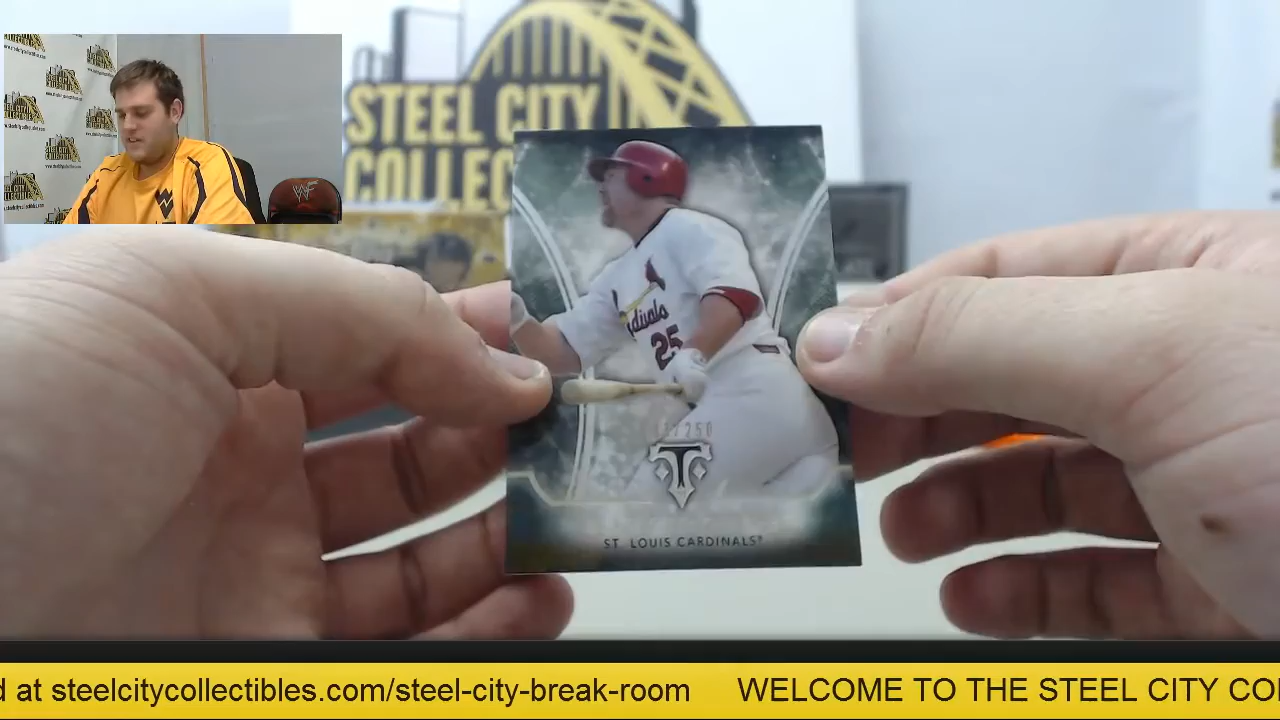 STEEL CITY
COLLEC
Cardinals
25
/250
T
ST. LOUIS CARDINALS®
d at steelcitycollectibles.com/steel-city-break-room WELCOME TO THE STEEL CITY CO